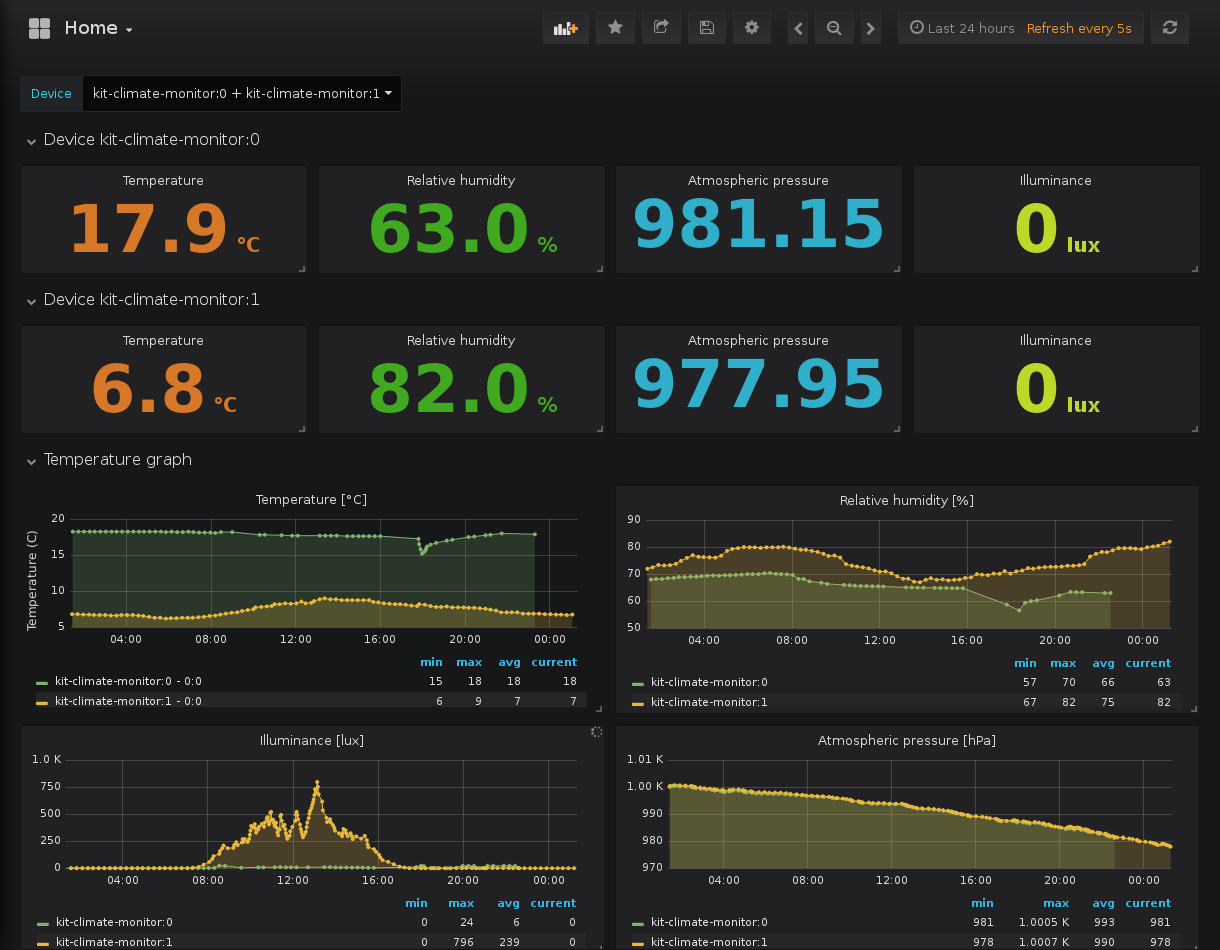 Home
Last 24 hours Refresh every 5s
Device kit-climate-monitor:0 + kit-climate-monitor:1
Device kit-climate-monitor:0
Temperature Relative humidity Atmospheric pressure Illuminance
17.9 °C 63.0 % 981.15 0 lux
Device kit-climate-monitor:1
Temperature Relative humidity Atmospheric pressure Illuminance
6.8 °C 82.0 % 977.95 0 lux
Temperature graph
Temperature [°C]
Temperature (C)
20
15
10
5
04:00 08:00 12:00 16:00 20:00 00:00
min max avg current
kit-climate-monitor:0 - 0:0 15 18 18 18
kit-climate-monitor:1 - 0:0 6 9 7 7
Relative humidity [%]
90
80
70
60
50
04:00 08:00 12:00 16:00 20:00 00:00
min max avg current
kit-climate-monitor:0 57 70 66 63
kit-climate-monitor:1 67 82 75 82
Illuminance [lux]
1.0 K
750
500
250
0
04:00 08:00 12:00 16:00 20:00 00:00
min max avg current
kit-climate-monitor:0 0 24 6 0
kit-climate-monitor:1 0 796 239 0
Atmospheric pressure [hPa]
1.01 K
1.00 K
990
980
970
04:00 08:00 12:00 16:00 20:00 00:00
min max avg current
kit-climate-monitor:0 981 1.0005 K 993 981
kit-climate-monitor:1 978 1.0007 K 990 978